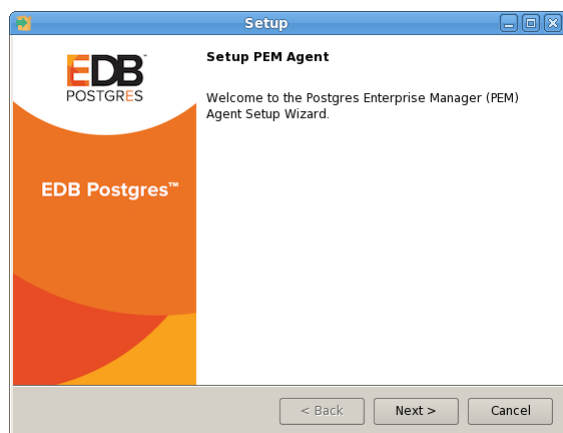 Setup
EDB
POSTGRES
EDB Postgres™
Setup PEM Agent
Welcome to the Postgres Enterprise Manager (PEM)
Agent Setup Wizard.
< Back
Next >
Cancel